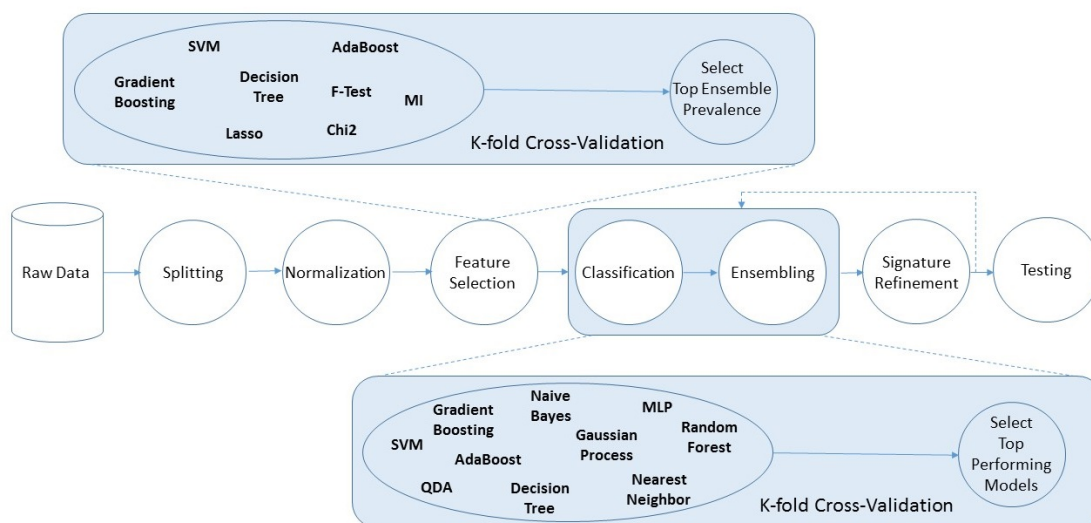 SVM
AdaBoost
Gradient
Boosting
Decision
Tree
F-Test
MI
Lasso
Chi2
Select
Top Ensemble
Prevalence
K-fold Cross-Validation
Raw Data
Splitting
Normalization
Feature
Selection
Classification
Ensembling
Signature
Refinement
Testing
Gradient
Boosting
Naive
Bayes
MLP
SVM
AdaBoost
Gaussian
Process
Random
Forest
QDA
Decision
Tree
Nearest
Neighbor
Select
Top
Performing
Models
K-fold Cross-Validation